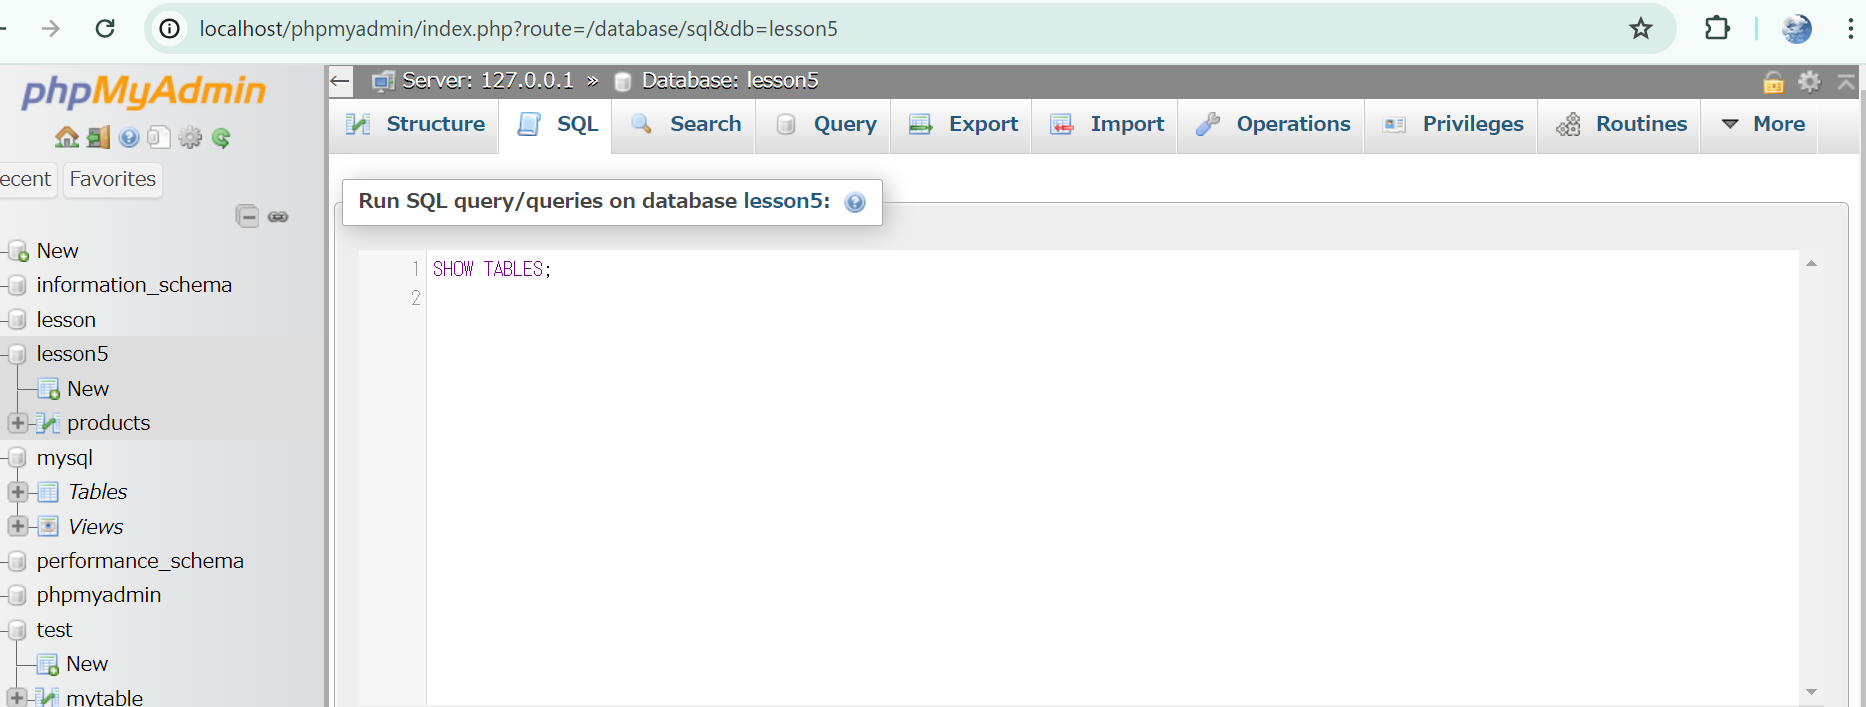 localhost/phpmyadmin/index.php?route=/database/sql&db=lesson5
phpMyAdmin
Server: 127.0.0.1 » Database: lesson5
Structure SQL Search Query Export Import Operations Privileges Routines More
ecent Favorites
Run SQL query/queries on database lesson5:
1 SHOW TABLES;
2
New
information_schema
lesson
lesson5
New
products
mysql
Tables
Views
performance_schema
phpmyadmin
test
New
mytable